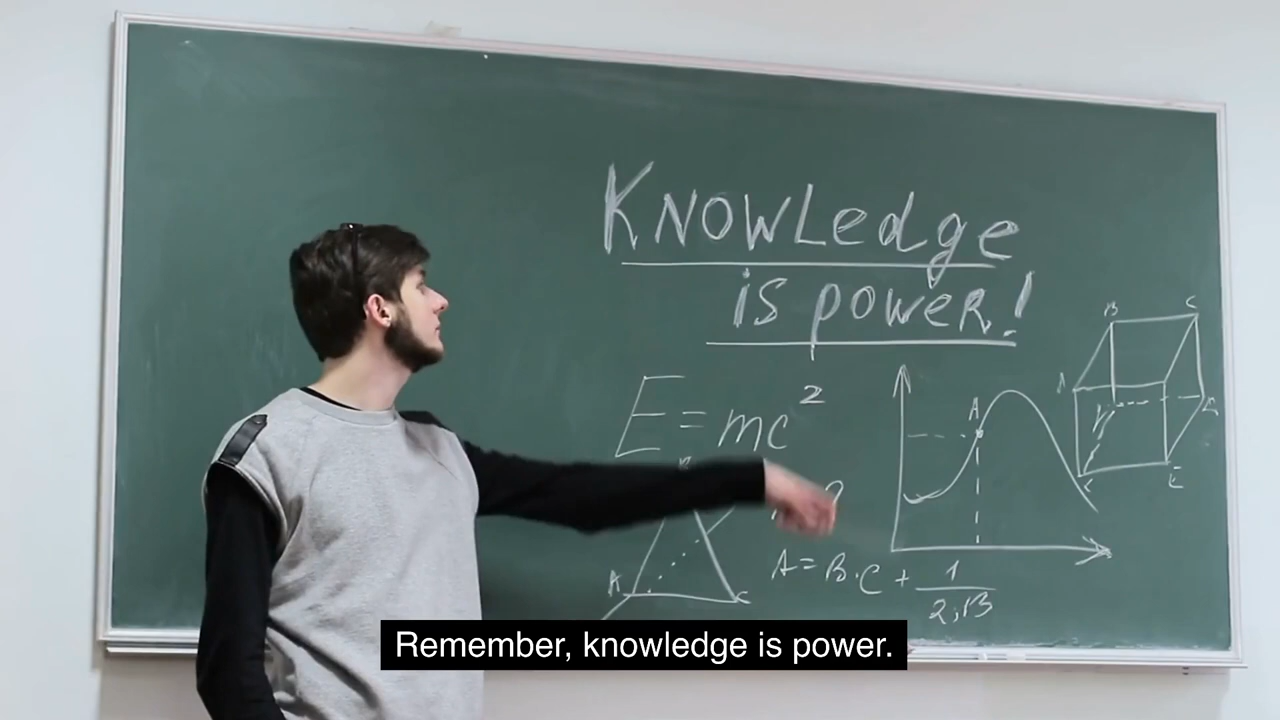 KNOWLedge
is power!
E = mc²
A
A = B·C + 1/2,13
A
C
B
C
E
Remember, knowledge is power.